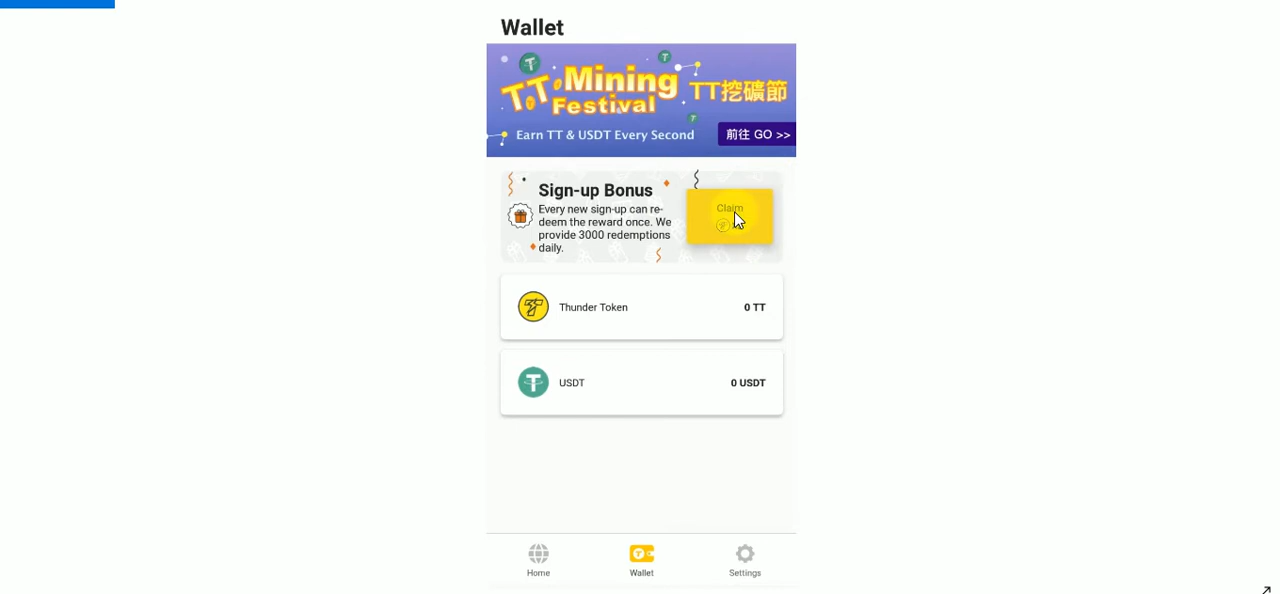 Wallet
T.T. Mining
Festival
TT挖礦節
Earn TT & USDT Every Second
前往 GO >>
Sign-up Bonus
Every new sign-up can re-
deem the reward once. We
provide 3000 redemptions
daily.
Claim
Thunder Token
0 TT
USDT
0 USDT
Home
Wallet
Settings